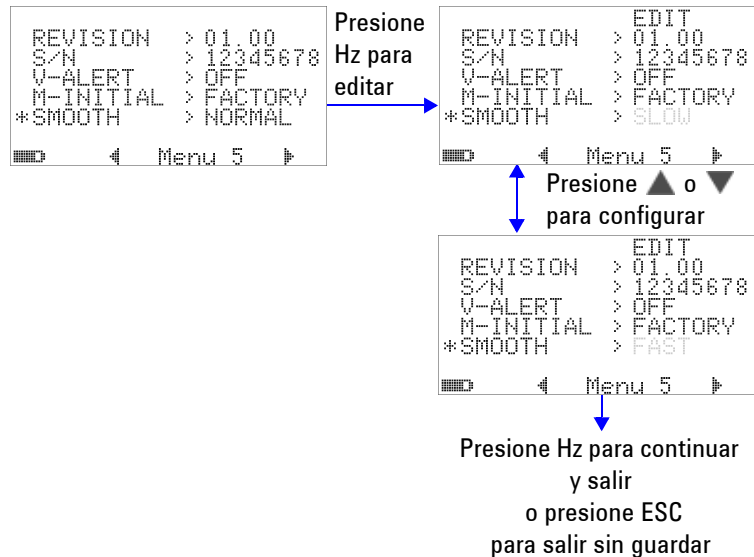 REVISION > 01.00
S/N > 12345678
V-ALERT > OFF
M-INITIAL > FACTORY
*SMOOTH > NORMAL
Menu 5
Presione
Hz para
editar
EDIT
REVISION > 01.00
S/N > 12345678
V-ALERT > OFF
M-INITIAL > FACTORY
*SMOOTH > SLOW
Menu 5
Presione ▲ o ▼
para configurar
EDIT
REVISION > 01.00
S/N > 12345678
V-ALERT > OFF
M-INITIAL > FACTORY
*SMOOTH > FAST
Menu 5
Presione Hz para continuar
y salir
o presione ESC
para salir sin guardar